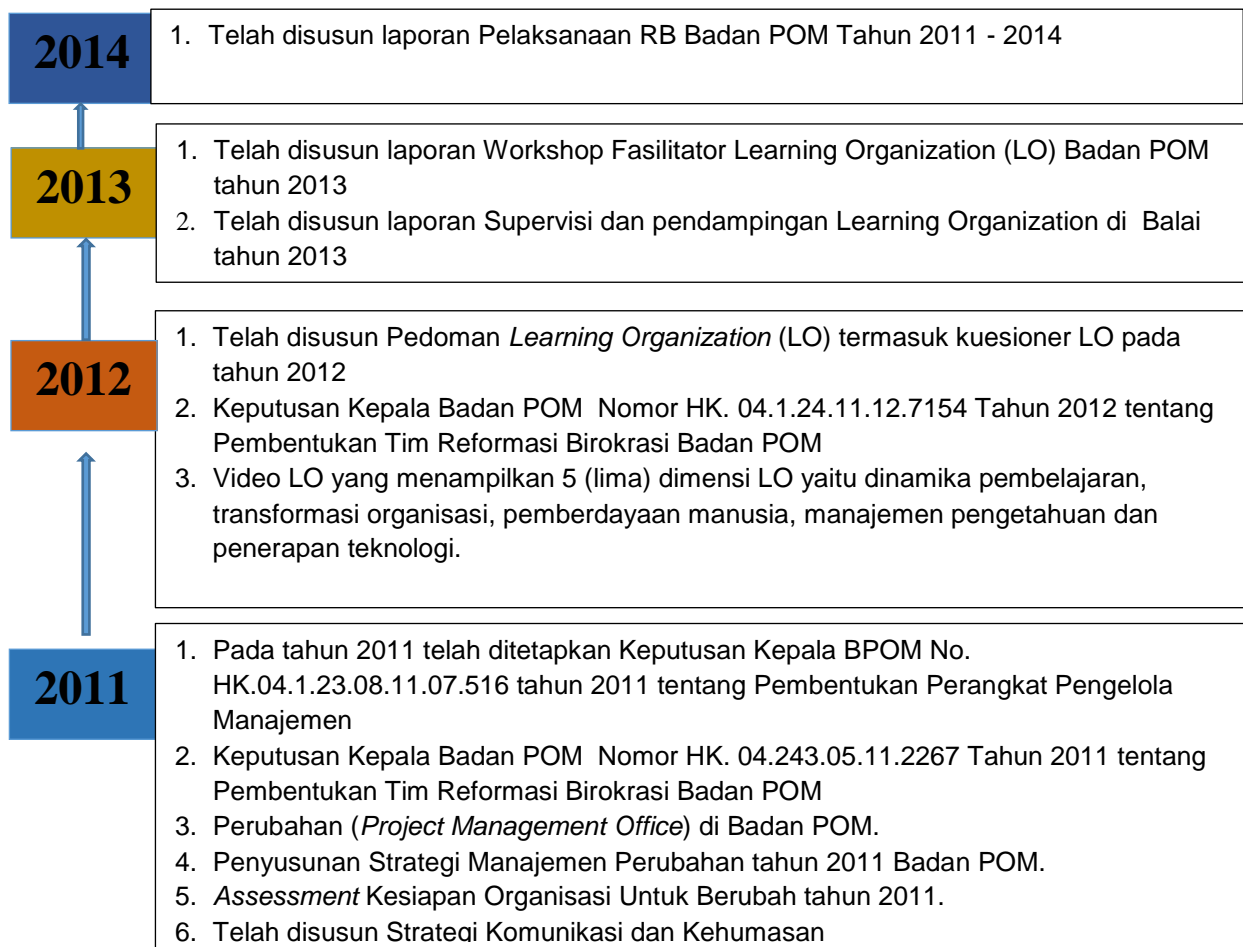 2014
1. Telah disusun laporan Pelaksanaan RB Badan POM Tahun 2011 - 2014
2013
1. Telah disusun laporan Workshop Fasilitator Learning Organization (LO) Badan POM
tahun 2013
2. Telah disusun laporan Supervisi dan pendampingan Learning Organization di Balai
tahun 2013
2012
1. Telah disusun Pedoman Learning Organization (LO) termasuk kuesioner LO pada
tahun 2012
2. Keputusan Kepala Badan POM Nomor HK. 04.1.24.11.12.7154 Tahun 2012 tentang
Pembentukan Tim Reformasi Birokrasi Badan POM
3. Video LO yang menampilkan 5 (lima) dimensi LO yaitu dinamika pembelajaran,
transformasi organisasi, pemberdayaan manusia, manajemen pengetahuan dan
penerapan teknologi.
2011
1. Pada tahun 2011 telah ditetapkan Keputusan Kepala BPOM No.
HK.04.1.23.08.11.07.516 tahun 2011 tentang Pembentukan Perangkat Pengelola
Manajemen
2. Keputusan Kepala Badan POM Nomor HK. 04.243.05.11.2267 Tahun 2011 tentang
Pembentukan Tim Reformasi Birokrasi Badan POM
3. Perubahan (Project Management Office) di Badan POM.
4. Penyusunan Strategi Manajemen Perubahan tahun 2011 Badan POM.
5. Assessment Kesiapan Organisasi Untuk Berubah tahun 2011.
6. Telah disusun Strategi Komunikasi dan Kehumasan